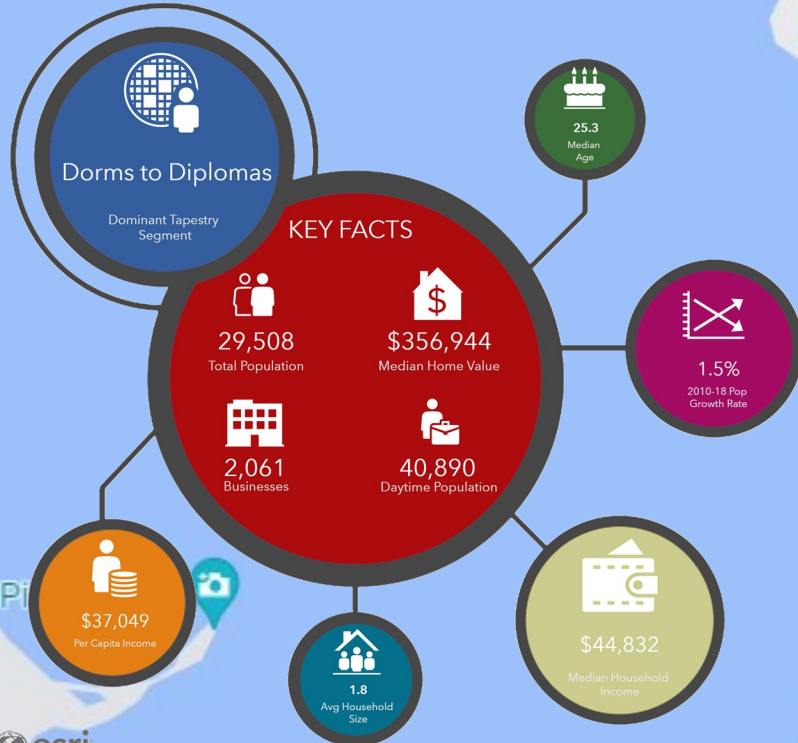 Dorms to Diplomas
Dominant Tapestry
Segment
KEY FACTS
29,508
Total Population
$356,944
Median Home Value
2,061
Businesses
40,890
Daytime Population
25.3
Median
Age
1.5%
2010-18 Pop
Growth Rate
$44,832
Median Household
Income
1.8
Avg Household
Size
$37,049
Per Capita Income
Pi
esri